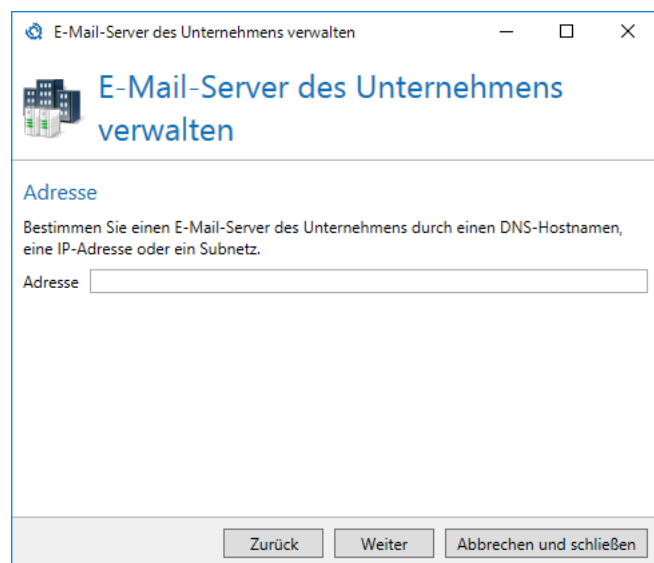 E-Mail-Server des Unternehmens verwalten
E-Mail-Server des Unternehmens
verwalten
Adresse
Bestimmen Sie einen E-Mail-Server des Unternehmens durch einen DNS-Hostnamen,
eine IP-Adresse oder ein Subnetz.
Adresse
Zurück Weiter Abbrechen und schließen